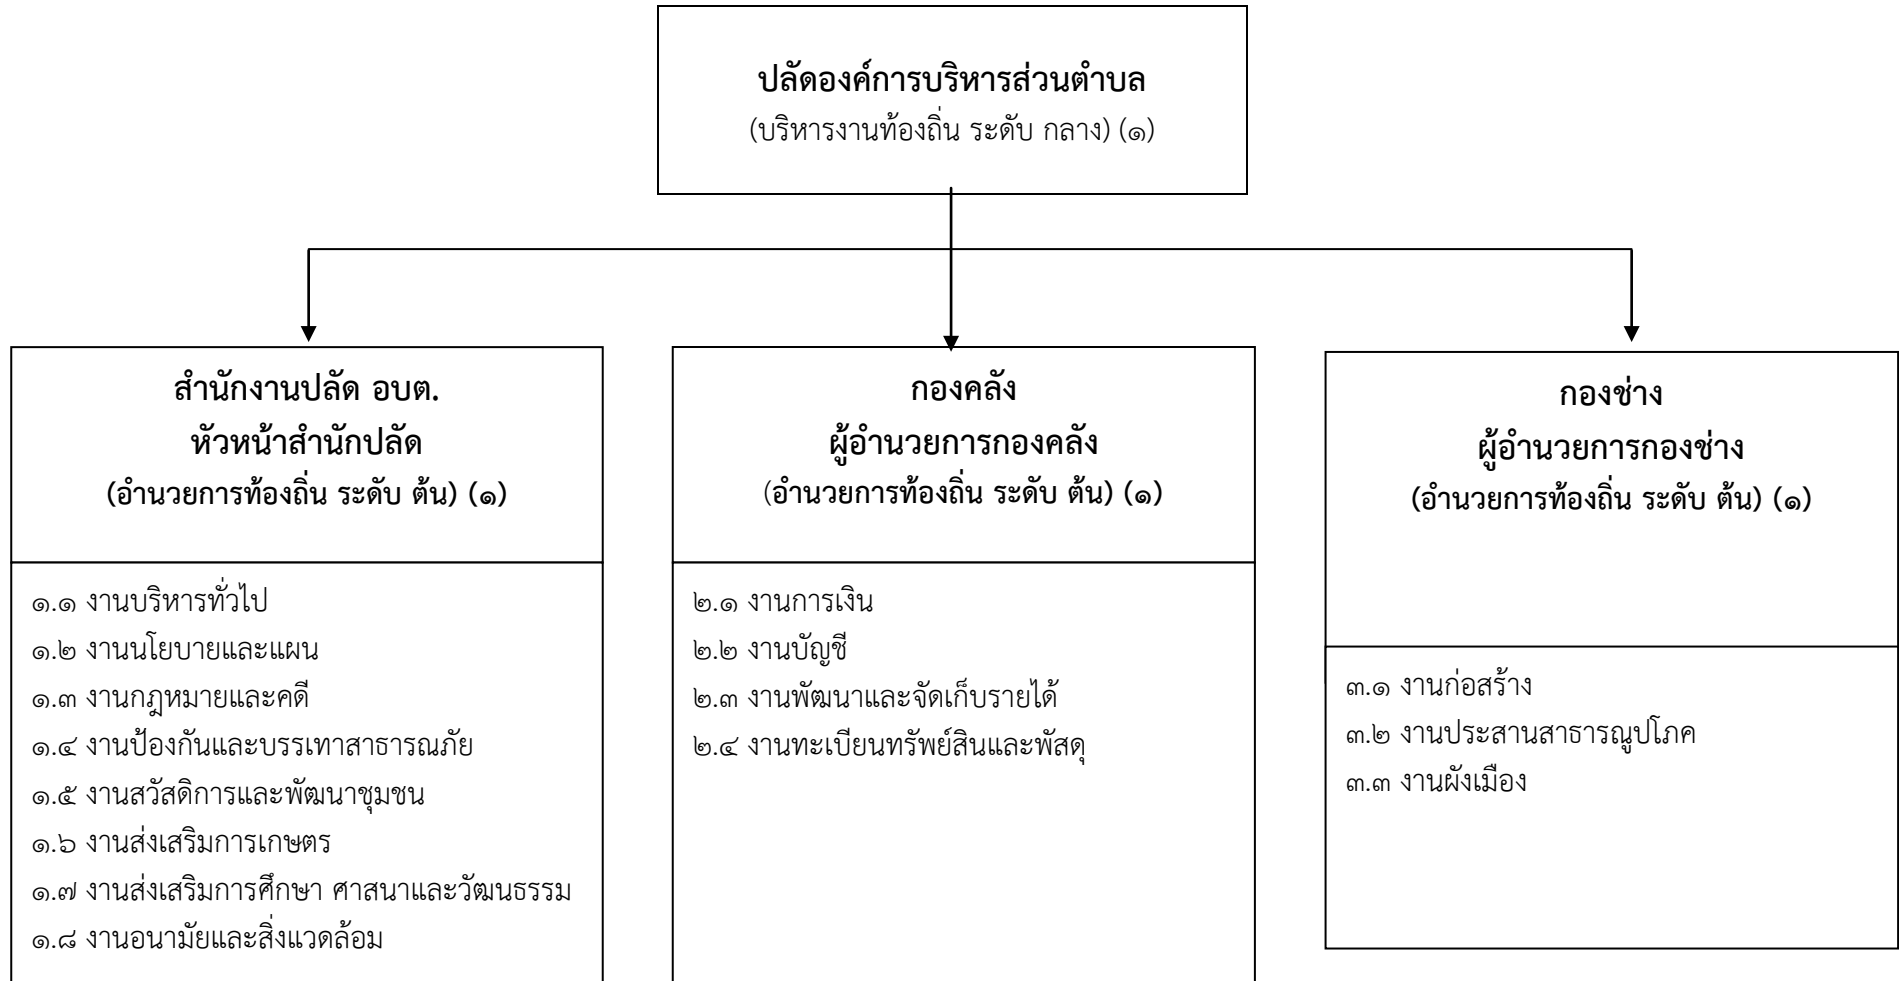 ปลัดองค์การบริหารส่วนตำบล
(บริหารงานท้องถิ่น ระดับ กลาง) (๑)
สำนักงานปลัด อบต.
หัวหน้าสำนักปลัด
(อำนวยการท้องถิ่น ระดับ ต้น) (๑)
๑.๑ งานบริหารทั่วไป
๑.๒ งานนโยบายและแผน
๑.๓ งานกฎหมายและคดี
๑.๔ งานป้องกันและบรรเทาสาธารณภัย
๑.๕ งานสวัสดิการและพัฒนาชุมชน
๑.๖ งานส่งเสริมการเกษตร
๑.๗ งานส่งเสริมการศึกษา ศาสนาและวัฒนธรรม
๑.๘ งานอนามัยและสิ่งแวดล้อม
กองคลัง
ผู้อำนวยการกองคลัง
(อำนวยการท้องถิ่น ระดับ ต้น) (๑)
๒.๑ งานการเงิน
๒.๒ งานบัญชี
๒.๓ งานพัฒนาและจัดเก็บรายได้
๒.๔ งานทะเบียนทรัพย์สินและพัสดุ
กองช่าง
ผู้อำนวยการกองช่าง
(อำนวยการท้องถิ่น ระดับ ต้น) (๑)
๓.๑ งานก่อสร้าง
๓.๒ งานประสานสาธารณูปโภค
๓.๓ งานผังเมือง